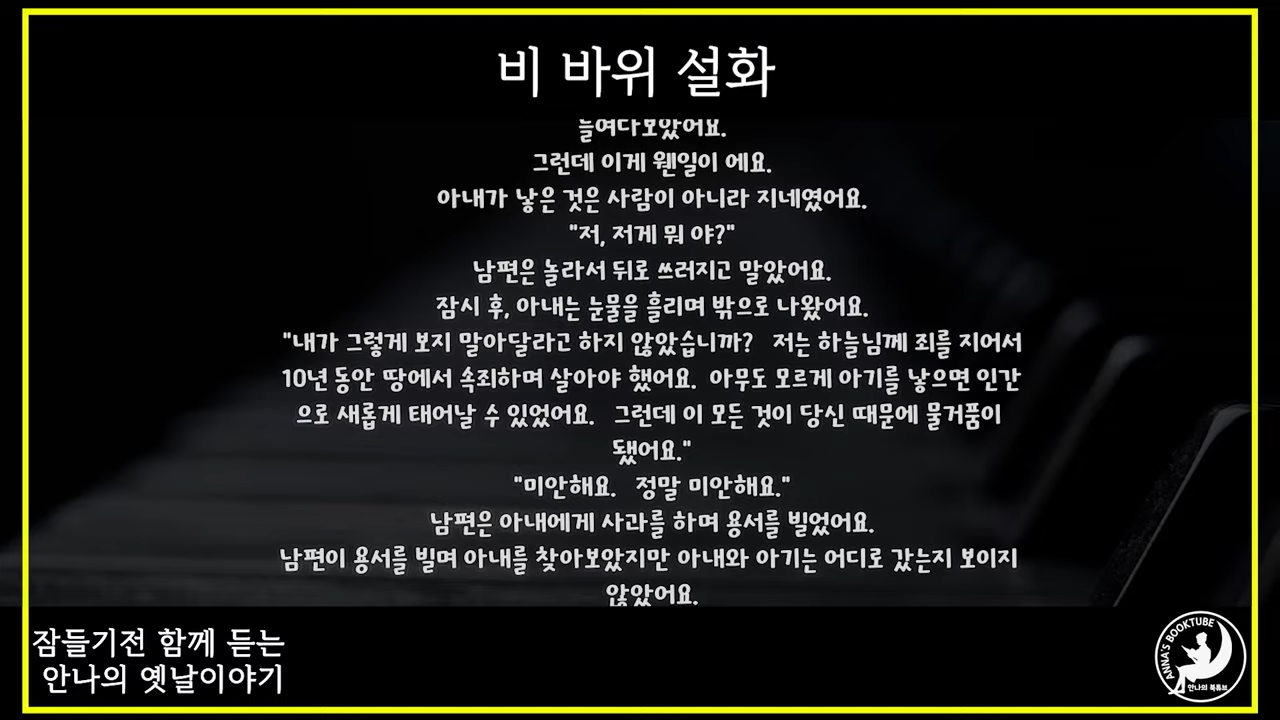 비 바위 설화
들여다보았어요.
그런데 이게 웬일이 에요.
아내가 낳은 것은 사람이 아니라 지네였어요.
"저, 저게 뭐 야?"
남편은 놀라서 뒤로 쓰러지고 말았어요.
잠시 후, 아내는 눈물을 흘리며 밖으로 나왔어요.
"내가 그렇게 보지 말아달라고 하지 않았습니까? 저는 하늘님께 죄를 지어서
10년 동안 땅에서 속죄하며 살아야 했어요. 아무도 모르게 아기를 낳으면 인간
으로 새롭게 태어날 수 있었어요. 그런데 이 모든 것이 당신 때문에 물거품이
됐어요."
"미안해요. 정말 미안해요."
남편은 아내에게 사과를 하며 용서를 빌었어요.
남편이 용서를 빌며 아내를 찾아보았지만 아내와 아기는 어디로 갔는지 보이지
않았어요.
잠들기전 함께 듣는
안나의 옛날이야기
ANNA'S BOOKTUBE
안나의 북튜브